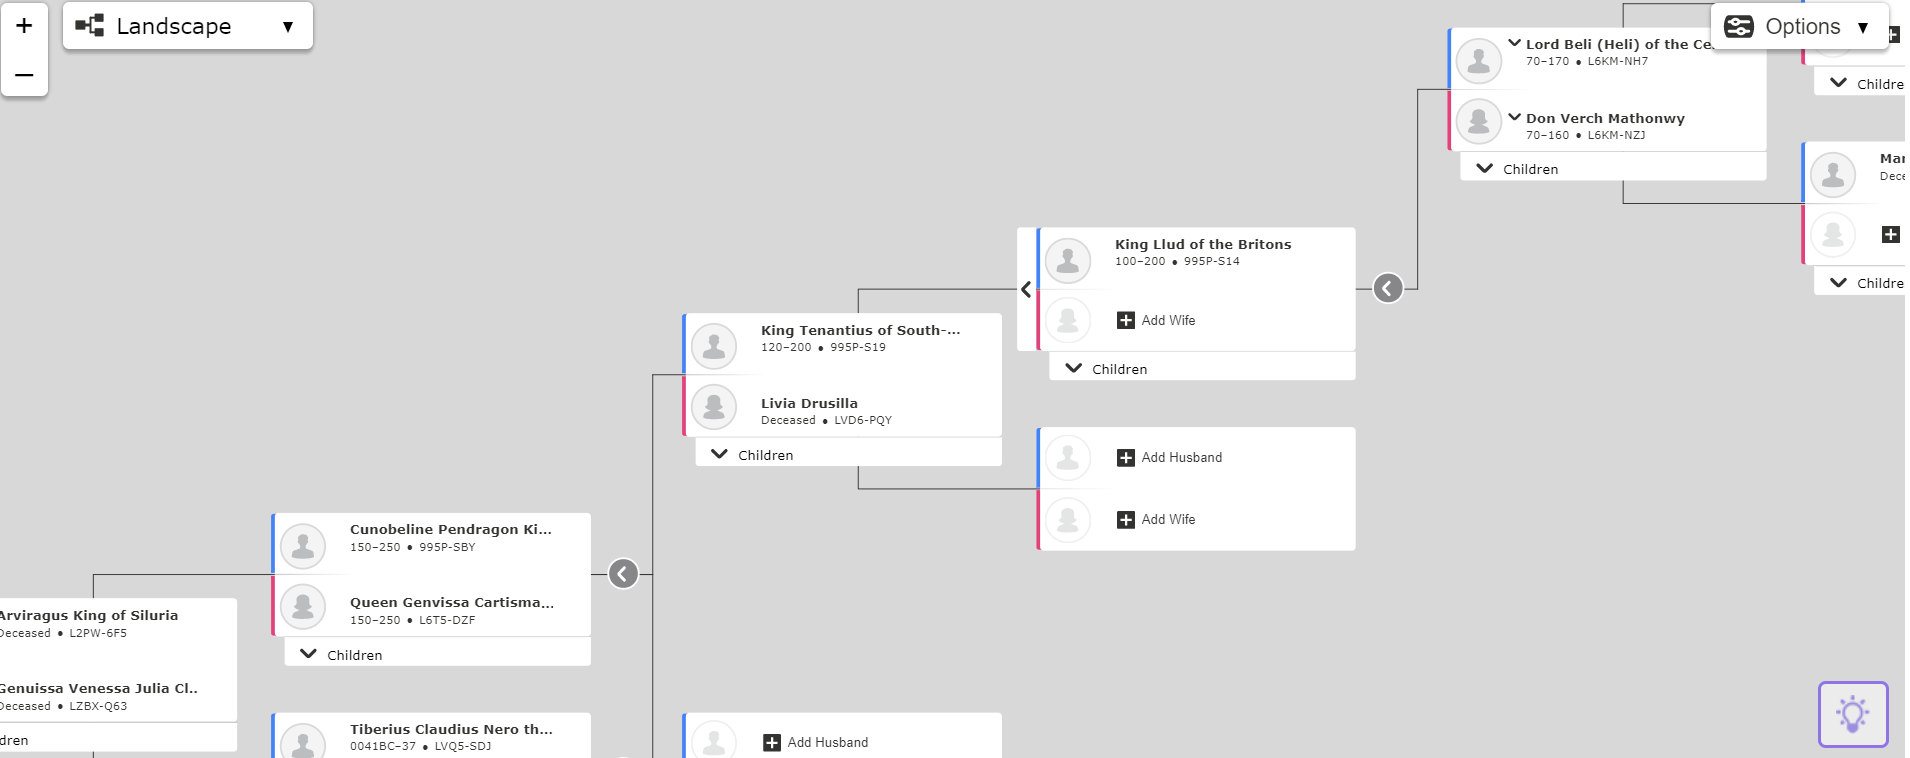 +
−
Landscape ▼
Options ▼
Lord Beli (Heli) of the Ce
70–170 • L6KM-NH7
Don Verch Mathonwy
70–160 • L6KM-NZJ
Children
Childre
Mar
Dece
Childre
King Llud of the Britons
100–200 • 995P-S14
Add Wife
Children
King Tenantius of South-...
120–200 • 995P-S19
Livia Drusilla
Deceased • LVD6-PQY
Children
Add Husband
Add Wife
Cunobeline Pendragon Ki...
150–250 • 995P-SBY
Queen Genvissa Cartisma...
150–250 • L6T5-DZF
Children
Arviragus King of Siluria
Deceased • L2PW-6F5
Genuissa Venessa Julia Cl..
Deceased • LZBX-Q63
dren
Tiberius Claudius Nero th...
0041BC–37 • LVQ5-SDJ
Add Husband